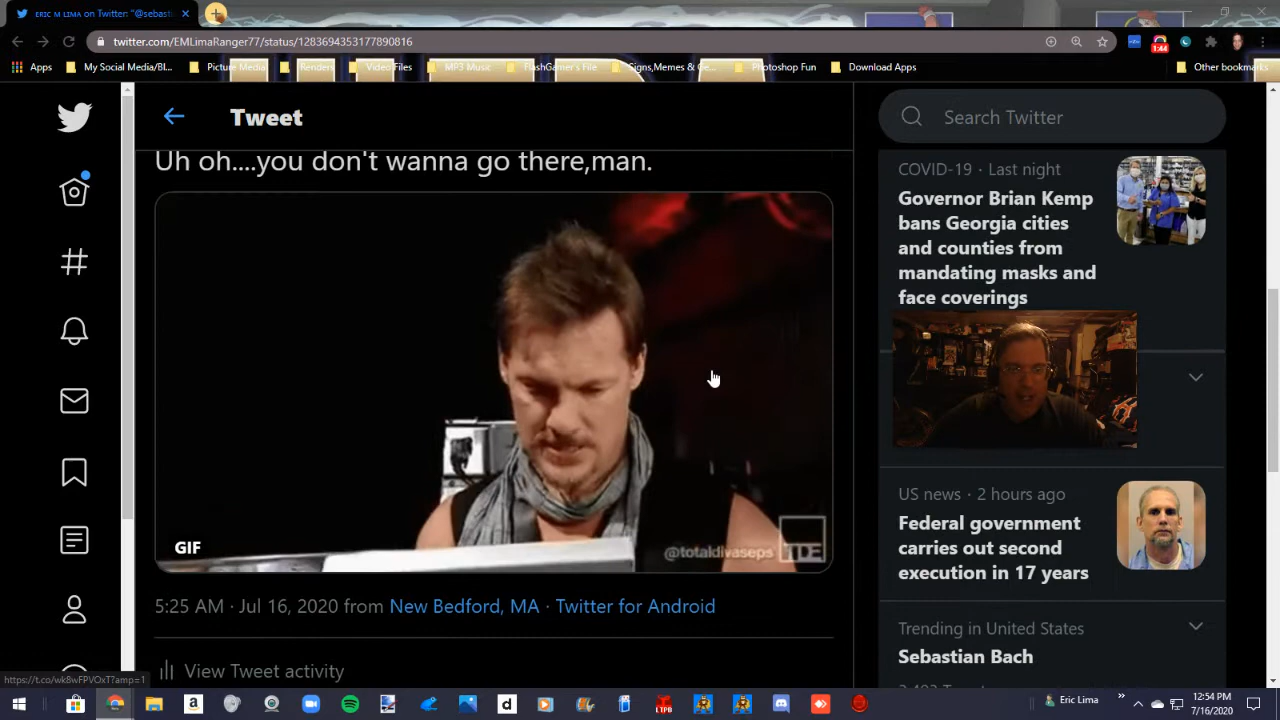 ERIC M LIMA on Twitter: "@sebasti
twitter.com/EMLimaRanger77/status/1283694353177890816
1:44
Apps
My Social Media/Bl...
Picture Media
Renders
Video Files
MP3 Music
FlashGamer's File
Signs,Memes & Ge...
Photoshop Fun
Download Apps
Other bookmarks
Tweet
Search Twitter
Uh oh....you don't wanna go there,man.
COVID-19 · Last night
Governor Brian Kemp
bans Georgia cities
and counties from
mandating masks and
face coverings
GIF
@totaldivaseps
TDE
US news · 2 hours ago
Federal government
carries out second
execution in 17 years
5:25 AM · Jul 16, 2020 from New Bedford, MA · Twitter for Android
Trending in United States
Sebastian Bach
View Tweet activity
https://t.co/wk8wFPVOxT?amp=1
LTPB
Eric Lima
12:54 PM
7/16/2020